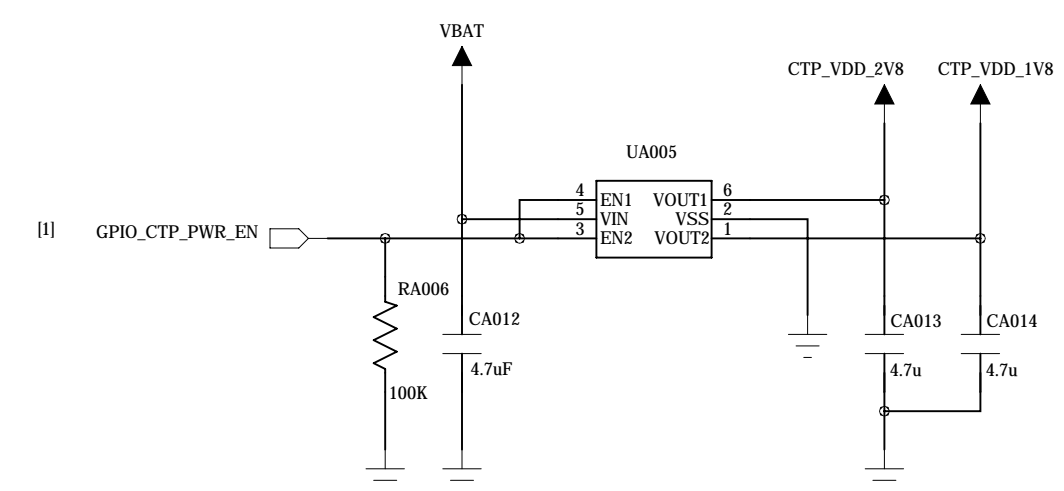 VBAT
CTP_VDD_2V8
CTP_VDD_1V8
UA005
4
EN1
VOUT1
6
5
VIN
VSS
2
3
EN2
VOUT2
1
[1]
GPIO_CTP_PWR_EN
RA006
100K
CA012
4.7uF
CA013
4.7u
CA014
4.7u